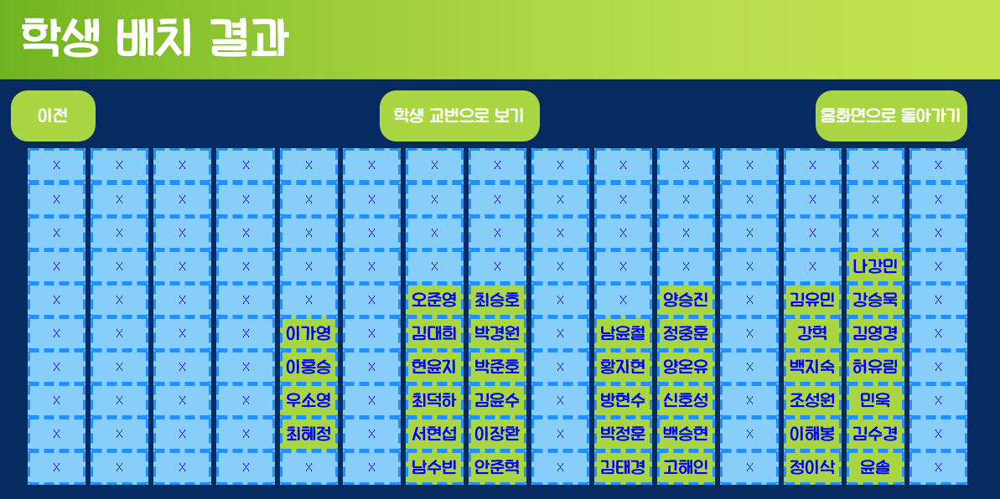 학생 배치 결과
이전 학생 교번으로 보기 홈화면으로 돌아가기
X X X X X X X X X X X X X X X
X X X X X X X X X X X X X X X
X X X X X X X X X X X X X X X
X X X X X X X X X X X X X 나강민 X
X X X X X X 오준영 최승호 X X 양승진 X 김유민 강승묵 X
X X X X 이가영 X 김대희 박경원 X 남윤철 정중훈 X 강혁 김영경 X
X X X X 이홍승 X 현윤지 박준호 X 황지현 양온유 X 백지숙 허유림 X
X X X X 우소영 X 최덕하 김윤수 X 방현수 신호성 X 조성원 민욱 X
X X X X 최혜정 X 서현섭 이장환 X 박정훈 백승현 X 이해봉 김수경 X
X X X X X X 남수빈 안준혁 X 김태경 고해인 X 정이삭 윤솔 X